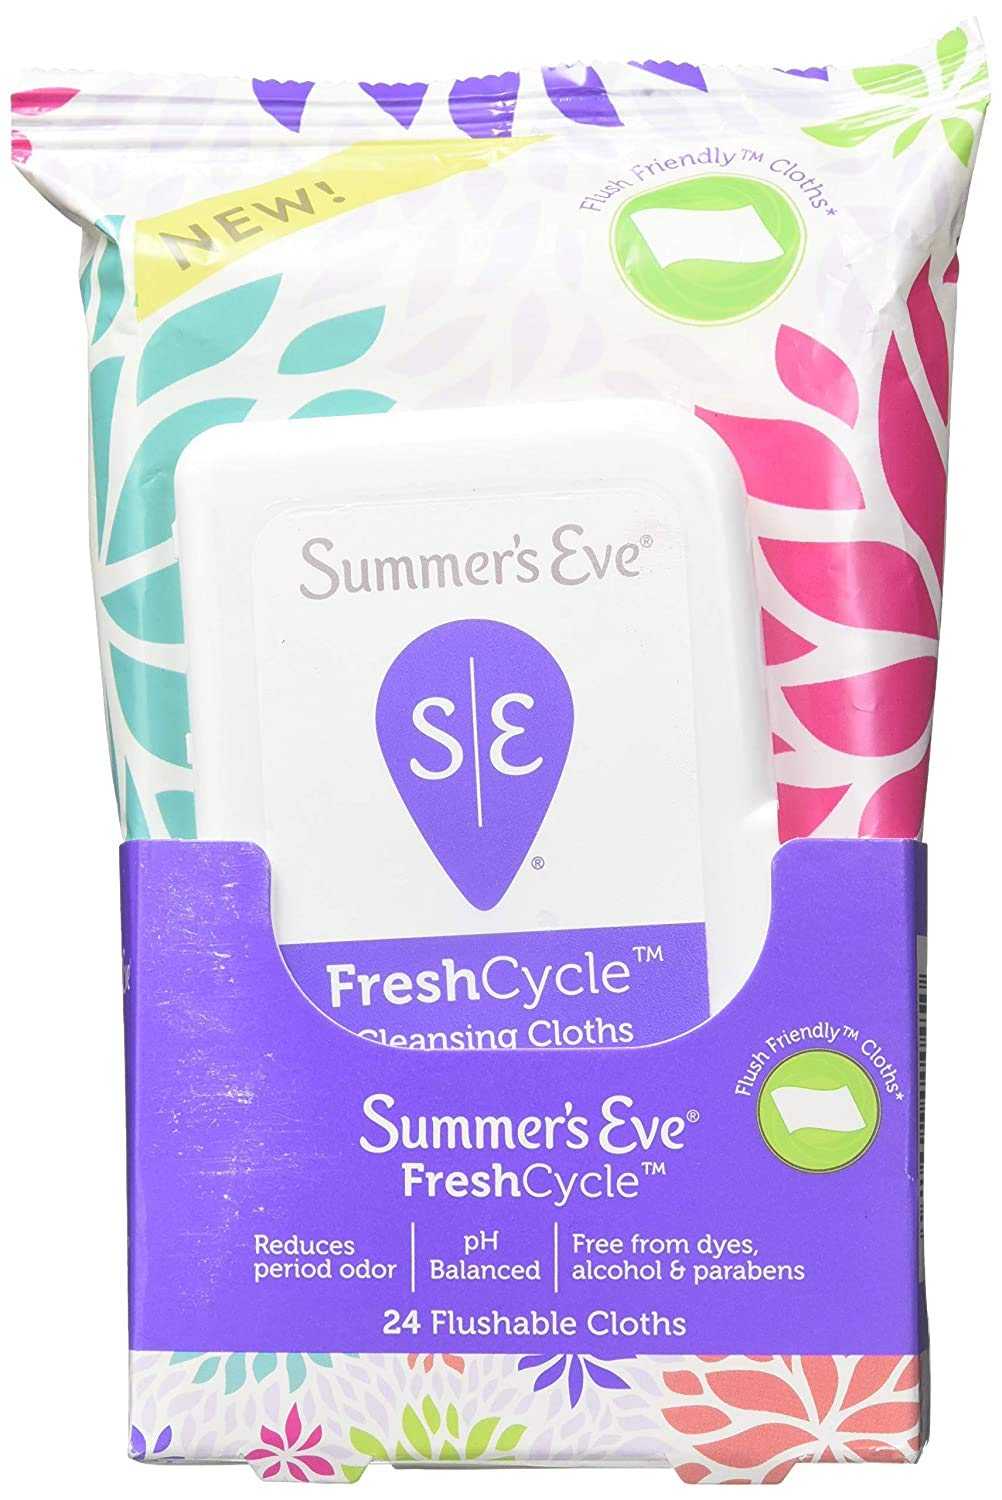 NEW!
Flush Friendly™ Cloths*
Summer's Eve®
S|E
®
FreshCycle™
Cleansing Cloths
Flush Friendly™ Cloths*
Summer's Eve®
FreshCycle™
Reduces
period odor
pH
Balanced
Free from dyes,
alcohol & parabens
24 Flushable Cloths